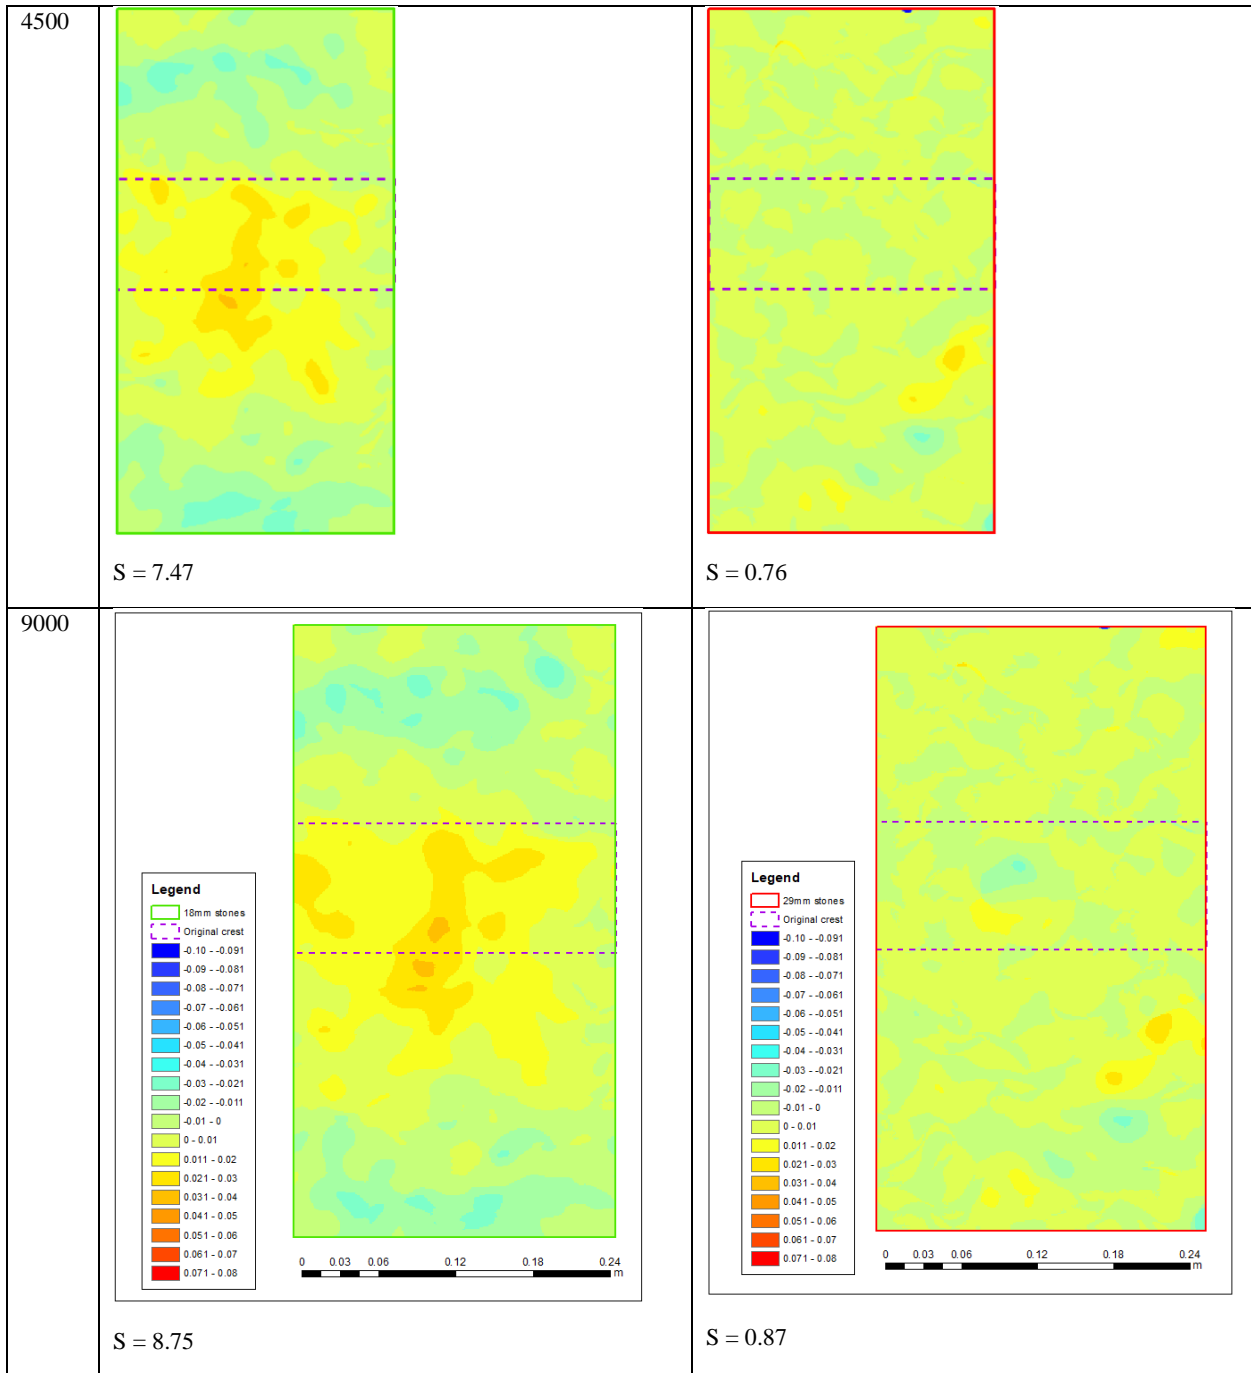 4500
S = 7.47
S = 0.76
9000
Legend
18mm stones
Original crest
-0.10 - -0.091
-0.09 - -0.081
-0.08 - -0.071
-0.07 - -0.061
-0.06 - -0.051
-0.05 - -0.041
-0.04 - -0.031
-0.03 - -0.021
-0.02 - -0.011
-0.01 - 0
0 - 0.01
0.011 - 0.02
0.021 - 0.03
0.031 - 0.04
0.041 - 0.05
0.051 - 0.06
0.061 - 0.07
0.071 - 0.08
0 0.03 0.06 0.12 0.18 0.24
m
S = 8.75
Legend
29mm stones
Original crest
-0.10 - -0.091
-0.09 - -0.081
-0.08 - -0.071
-0.07 - -0.061
-0.06 - -0.051
-0.05 - -0.041
-0.04 - -0.031
-0.03 - -0.021
-0.02 - -0.011
-0.01 - 0
0 - 0.01
0.011 - 0.02
0.021 - 0.03
0.031 - 0.04
0.041 - 0.05
0.051 - 0.06
0.061 - 0.07
0.071 - 0.08
0 0.03 0.06 0.12 0.18 0.24
m
S = 0.87